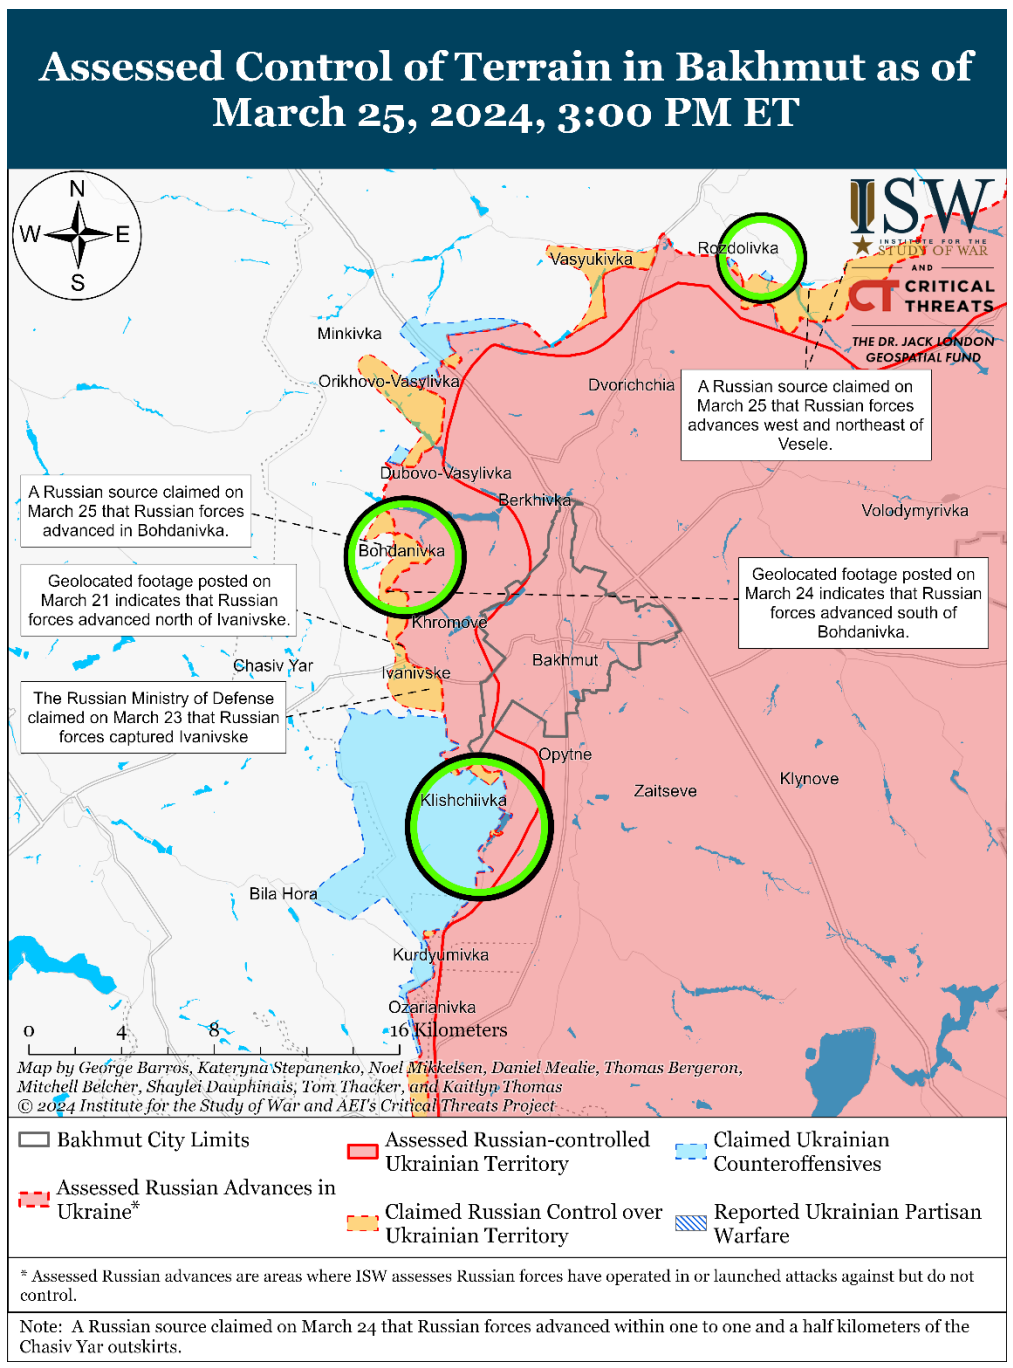 Assessed Control of Terrain in Bakhmut as of
March 25, 2024, 3:00 PM ET
N
W
E
S
ISW
INSTITUTE FOR THE
STUDY OF WAR
AND
CT CRITICAL
THREATS
THE DR. JACK LONDON
GEOSPATIAL FUND
Rozdolivka
Vasyukivka
Minkivka
Orikhovo-Vasylivka
Dvorichchia
A Russian source claimed on
March 25 that Russian forces
advances west and northeast of
Vesele.
Dubovo-Vasylivka
Berkhivka
Volodymyrivka
A Russian source claimed on
March 25 that Russian forces
advanced in Bohdanivka.
Bohdanivka
Geolocated footage posted on
March 21 indicates that Russian
forces advanced north of Ivanivske.
Geolocated footage posted on
March 24 indicates that Russian
forces advanced south of
Bohdanivka.
Khromove
Chasiv Yar
Ivanivske
Bakhmut
The Russian Ministry of Defense
claimed on March 23 that Russian
forces captured Ivanivske
Opytne
Klishchiivka
Zaitseve
Klynove
Bila Hora
Kurdyumivka
Ozarianivka
0 4 8 16 Kilometers
Map by George Barros, Kateryna Stepanenko, Noel Mikkelsen, Daniel Mealie, Thomas Bergeron,
Mitchell Belcher, Shaylei Dauphinais, Tom Thacker, and Kaitlyn Thomas
© 2024 Institute for the Study of War and AEI's Critical Threats Project
Bakhmut City Limits
Assessed Russian Advances in
Ukraine*
Assessed Russian-controlled
Ukrainian Territory
Claimed Russian Control over
Ukrainian Territory
Claimed Ukrainian
Counteroffensives
Reported Ukrainian Partisan
Warfare
* Assessed Russian advances are areas where ISW assesses Russian forces have operated in or launched attacks against but do not
control.
Note: A Russian source claimed on March 24 that Russian forces advanced within one to one and a half kilometers of the
Chasiv Yar outskirts.